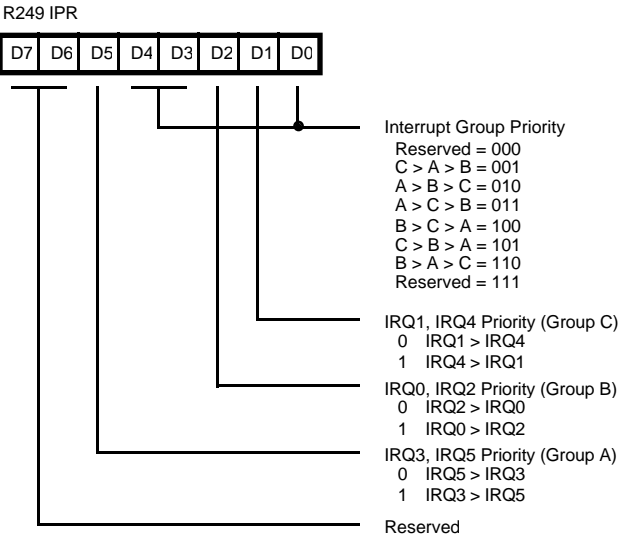 R249 IPR
D7 D6 D5 D4 D3 D2 D1 D0
Interrupt Group Priority
Reserved = 000
C > A > B = 001
A > B > C = 010
A > C > B = 011
B > C > A = 100
C > B > A = 101
B > A > C = 110
Reserved = 111
IRQ1, IRQ4 Priority (Group C)
0 IRQ1 > IRQ4
1 IRQ4 > IRQ1
IRQ0, IRQ2 Priority (Group B)
0 IRQ2 > IRQ0
1 IRQ0 > IRQ2
IRQ3, IRQ5 Priority (Group A)
0 IRQ5 > IRQ3
1 IRQ3 > IRQ5
Reserved